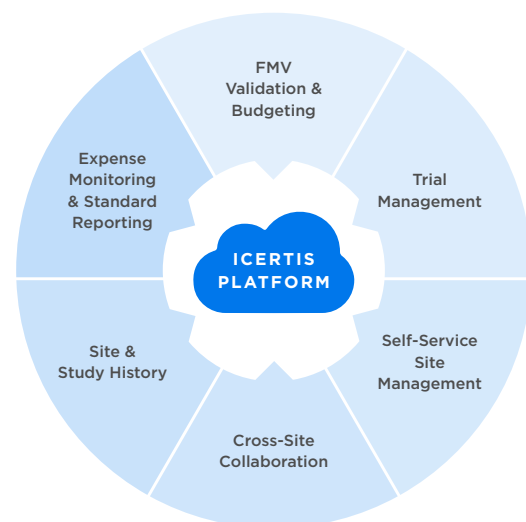 FMV
Validation &
Budgeting
Trial
Management
Self-Service
Site
Management
Cross-Site
Collaboration
Site &
Study History
Expense
Monitoring
& Standard
Reporting
ICERTIS
PLATFORM